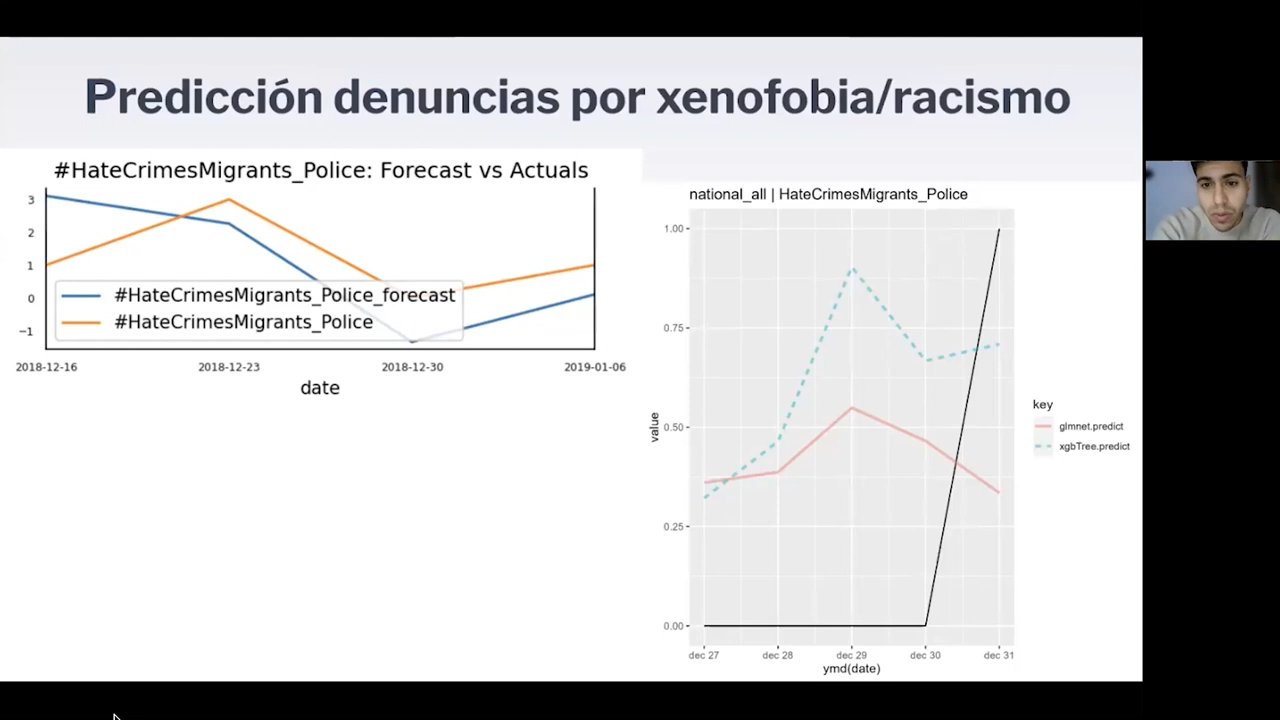 Predicción denuncias por xenofobia/racismo
#HateCrimesMigrants_Police: Forecast vs Actuals
3
2
1
0
−1
#HateCrimesMigrants_Police_forecast
#HateCrimesMigrants_Police
2018-12-16 2018-12-23 2018-12-30 2019-01-06
date
national_all | HateCrimesMigrants_Police
1.00
0.75
0.50
0.25
0.00
value
dec 27 dec 28 dec 29 dec 30 dec 31
ymd(date)
key
glmnet.predict
xgbTree.predict